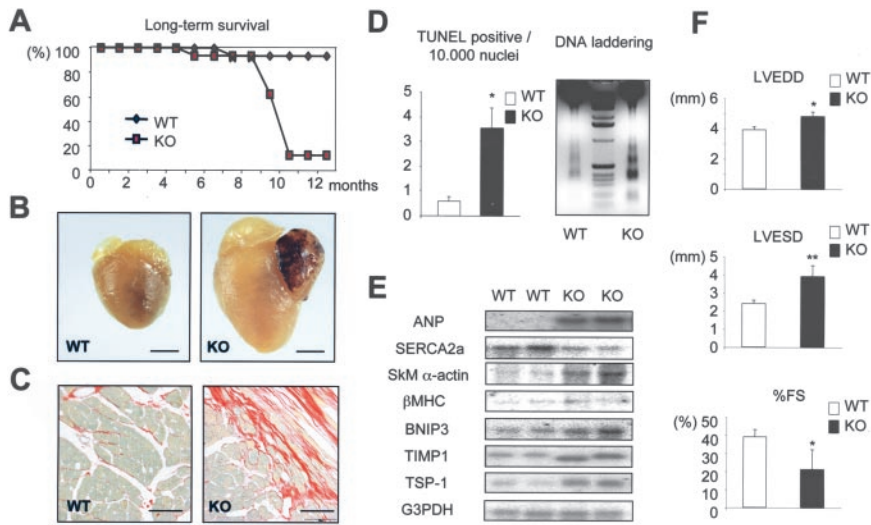 A
Long-term survival
(%)
100
80
60
40
20
0
WT
KO
0 2 4 6 8 10 12 months
B
WT
KO
C
WT
KO
D
TUNEL positive /
10.000 nuclei
5
4
3
2
1
0
*
WT
KO
DNA laddering
WT KO
E
WT WT KO KO
ANP
SERCA2a
SkM α-actin
βMHC
BNIP3
TIMP1
TSP-1
G3PDH
F
LVEDD
(mm)
6
4
2
0
*
WT
KO
LVESD
(mm)
5
4
3
2
1
0
**
WT
KO
%FS
(%)
50
40
30
20
10
0
*
WT
KO